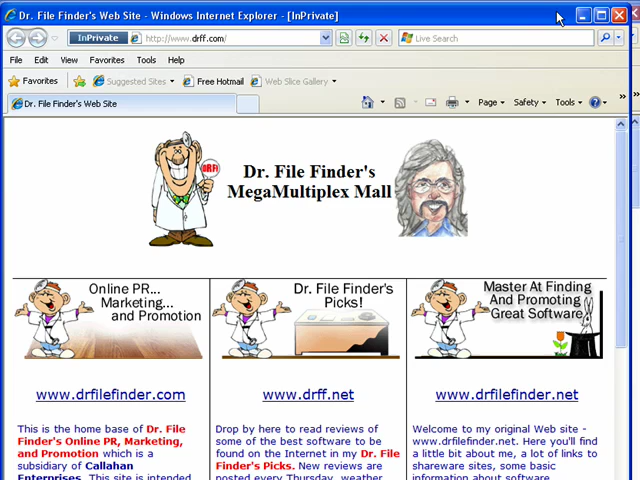 Dr. File Finder's Web Site - Windows Internet Explorer - [InPrivate]
InPrivate http://www.drff.com/ Live Search
File Edit View Favorites Tools Help
Favorites Suggested Sites Free Hotmail Web Slice Gallery
Dr. File Finder's Web Site Page Safety Tools
DRFF
Dr. File Finder's
MegaMultiplex Mall
Online PR...
Marketing...
and Promotion
Dr. File Finder's
Picks!
Master At Finding
And Promoting
Great Software
www.drfilefinder.com
www.drff.net
www.drfilefinder.net
This is the home base of Dr. File
Finder's Online PR, Marketing,
and Promotion which is a
subsidiary of Callahan
Enterprises. This site is intended
Drop by here to read reviews of
some of the best software to be
found on the Internet in my Dr. File
Finder's Picks. New reviews are
posted every Thursday, weather
Welcome to my original Web site -
www.drfilefinder.net. Here you'll find
a little bit about me, a lot of links to
shareware sites, some basic
information about software